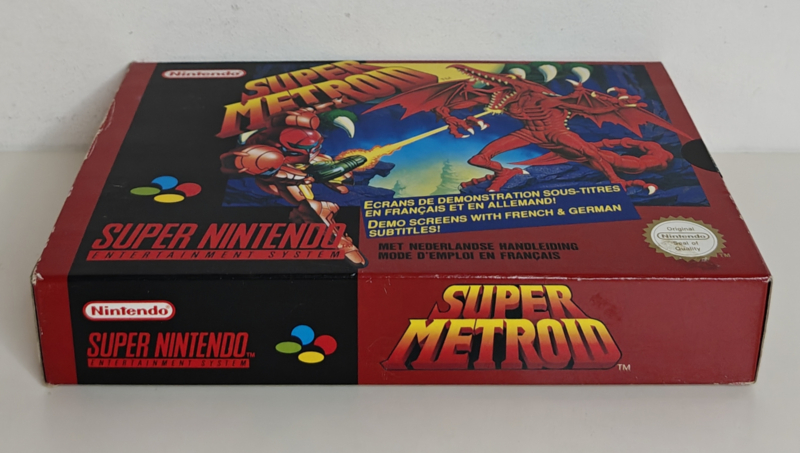 Nintendo
SUPER
METROID
ECRANS DE DEMONSTRATION SOUS-TITRES
EN FRANÇAIS ET EN ALLEMAND!
DEMO SCREENS WITH FRENCH & GERMAN
SUBTITLES!
SUPER NINTENDO
ENTERTAINMENT SYSTEM
MET NEDERLANDSE HANDLEIDING
MODE D'EMPLOI EN FRANÇAIS
Original
Nintendo
Seal of
Quality
Nintendo
SUPER NINTENDO™
ENTERTAINMENT SYSTEM
SUPER
METROID™